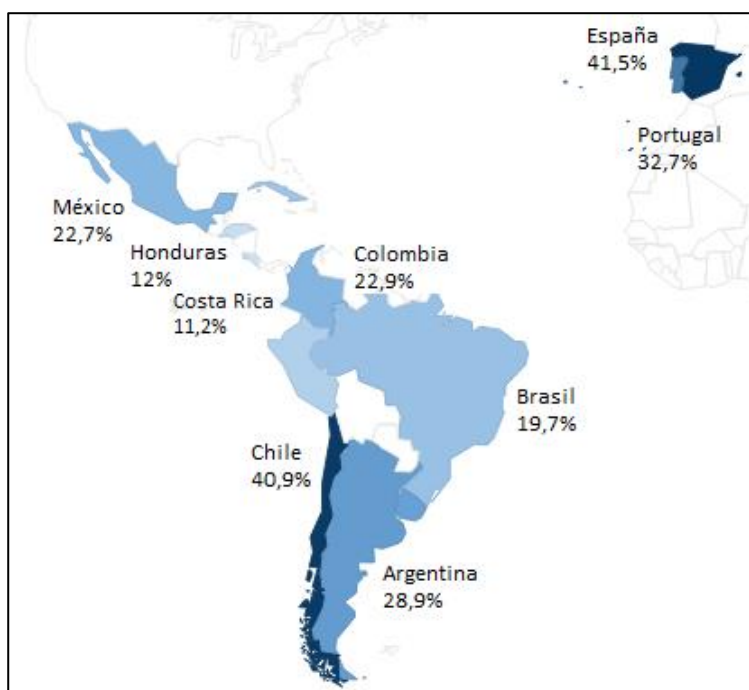 España
41,5%
Portugal
32,7%
México
22,7%
Honduras
12%
Colombia
22,9%
Costa Rica
11,2%
Brasil
19,7%
Chile
40,9%
Argentina
28,9%